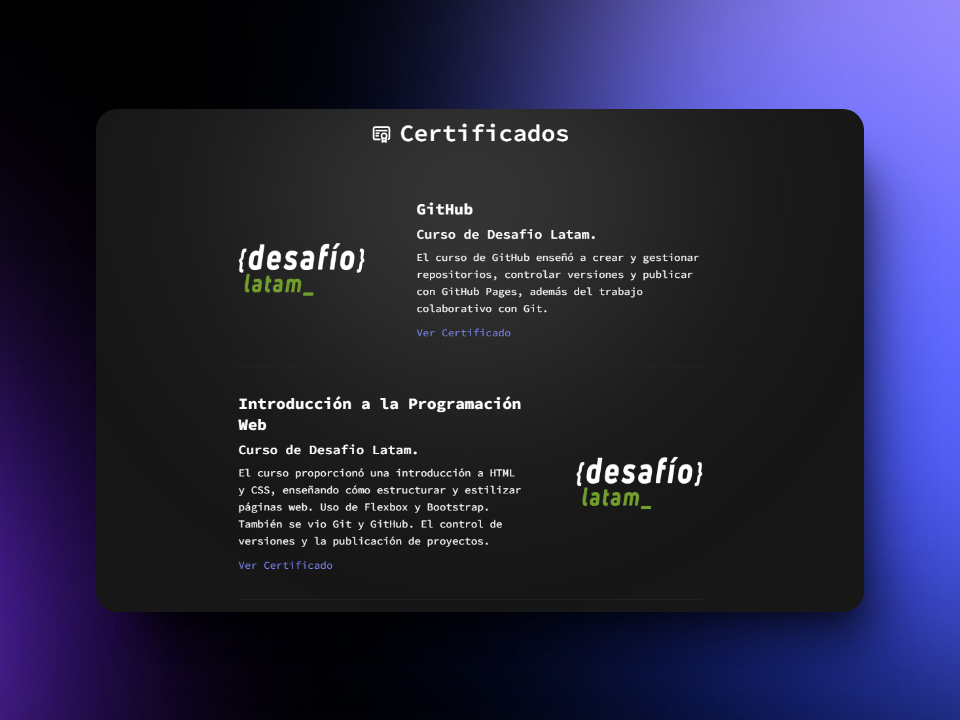 Certificados
{desafío}
latam_
GitHub
Curso de Desafio Latam.
El curso de GitHub enseñó a crear y gestionar
repositorios, controlar versiones y publicar
con GitHub Pages, además del trabajo
colaborativo con Git.
Ver Certificado
Introducción a la Programación
Web
Curso de Desafio Latam.
El curso proporcionó una introducción a HTML
y CSS, enseñando cómo estructurar y estilizar
páginas web. Uso de Flexbox y Bootstrap.
También se vio Git y GitHub. El control de
versiones y la publicación de proyectos.
Ver Certificado
{desafío}
latam_